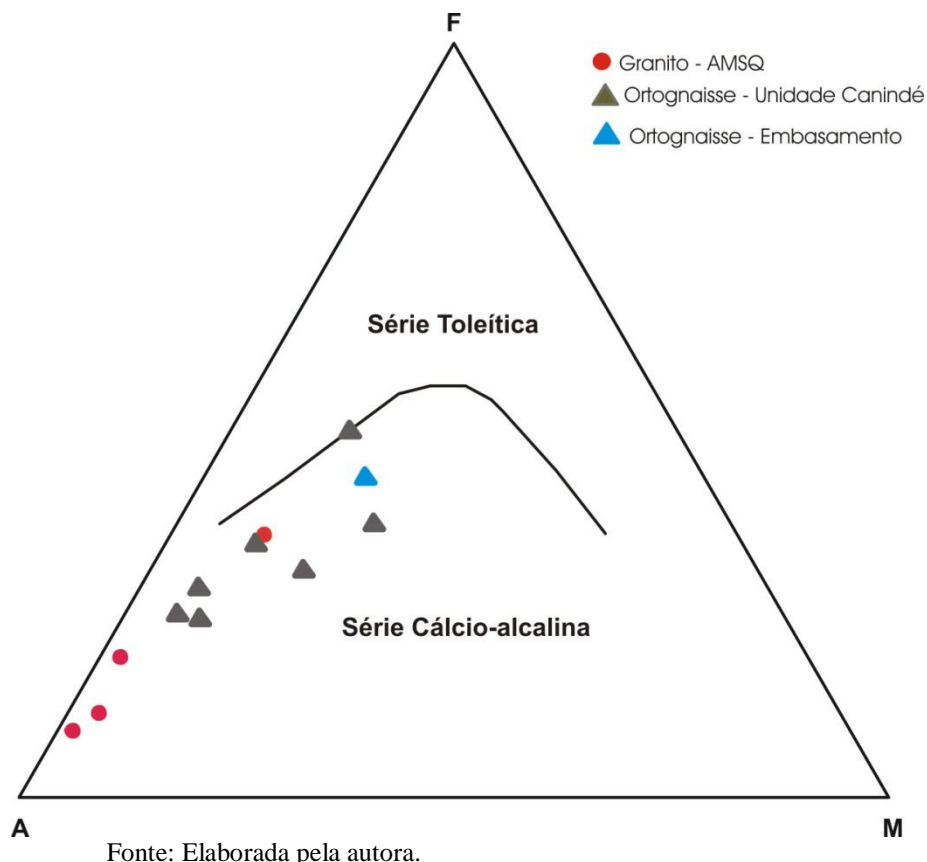 F
Granito - AMSQ
Ortognaisse - Unidade Canindé
Ortognaisse - Embasamento
Série Toleítica
Série Cálcio-alcalina
A
M
Fonte: Elaborada pela autora.